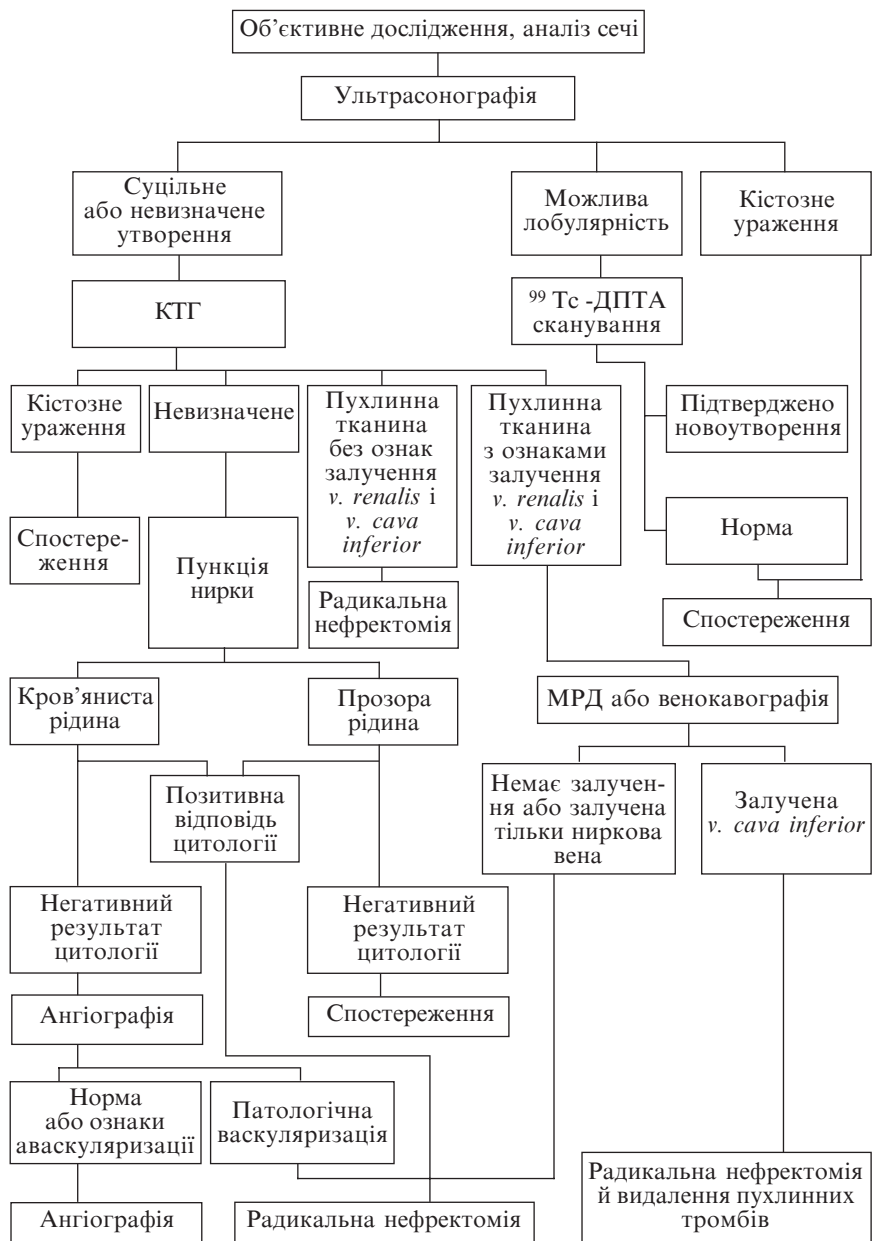 Об’єктивне дослідження, аналіз сечі
Ультрасонографія
Суцільне
або невизначене
утворення
Можлива
лобулярність
Кістозне
ураження
КТГ
⁹⁹ Тс -ДПТА
сканування
Кістозне
ураження
Невизначене
Пухлинна
тканина
без ознак
залучення
v. renalis і
v. cava
inferior
Пухлинна
тканина
з ознаками
залучення
v. renalis і
v. cava
inferior
Підтверджено
новоутворення
Норма
Спостере-
ження
Пункція
нирки
Радикальна
нефректомія
Спостереження
Кров’яниста
рідина
Прозора
рідина
МРД або венокавографія
Позитивна
відповідь
цитології
Немає залучен-
ня або залучена
тільки ниркова
вена
Залучена
v. cava inferior
Негативний
результат
цитології
Негативний
результат
цитології
Ангіографія
Спостереження
Норма
або ознаки
аваскуляризації
Патологічна
васкуляризація
Ангіографія
Радикальна нефректомія
Радикальна нефректомія
й видалення пухлинних
тромбів